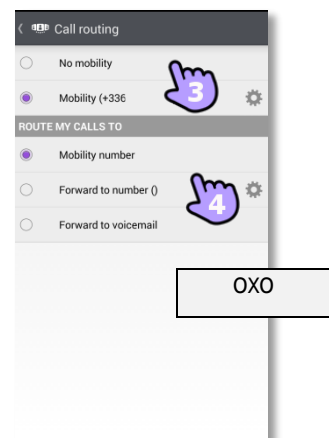 Call routing
No mobility
Mobility (+336
3
ROUTE MY CALLS TO
Mobility number
Forward to number ()
4
Forward to voicemail
OXO